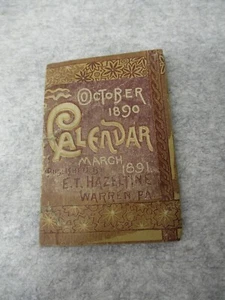 OCTOBER
1890
CALENDAR
MARCH
1891.
E.T. HAZELTINE
WARREN PA.